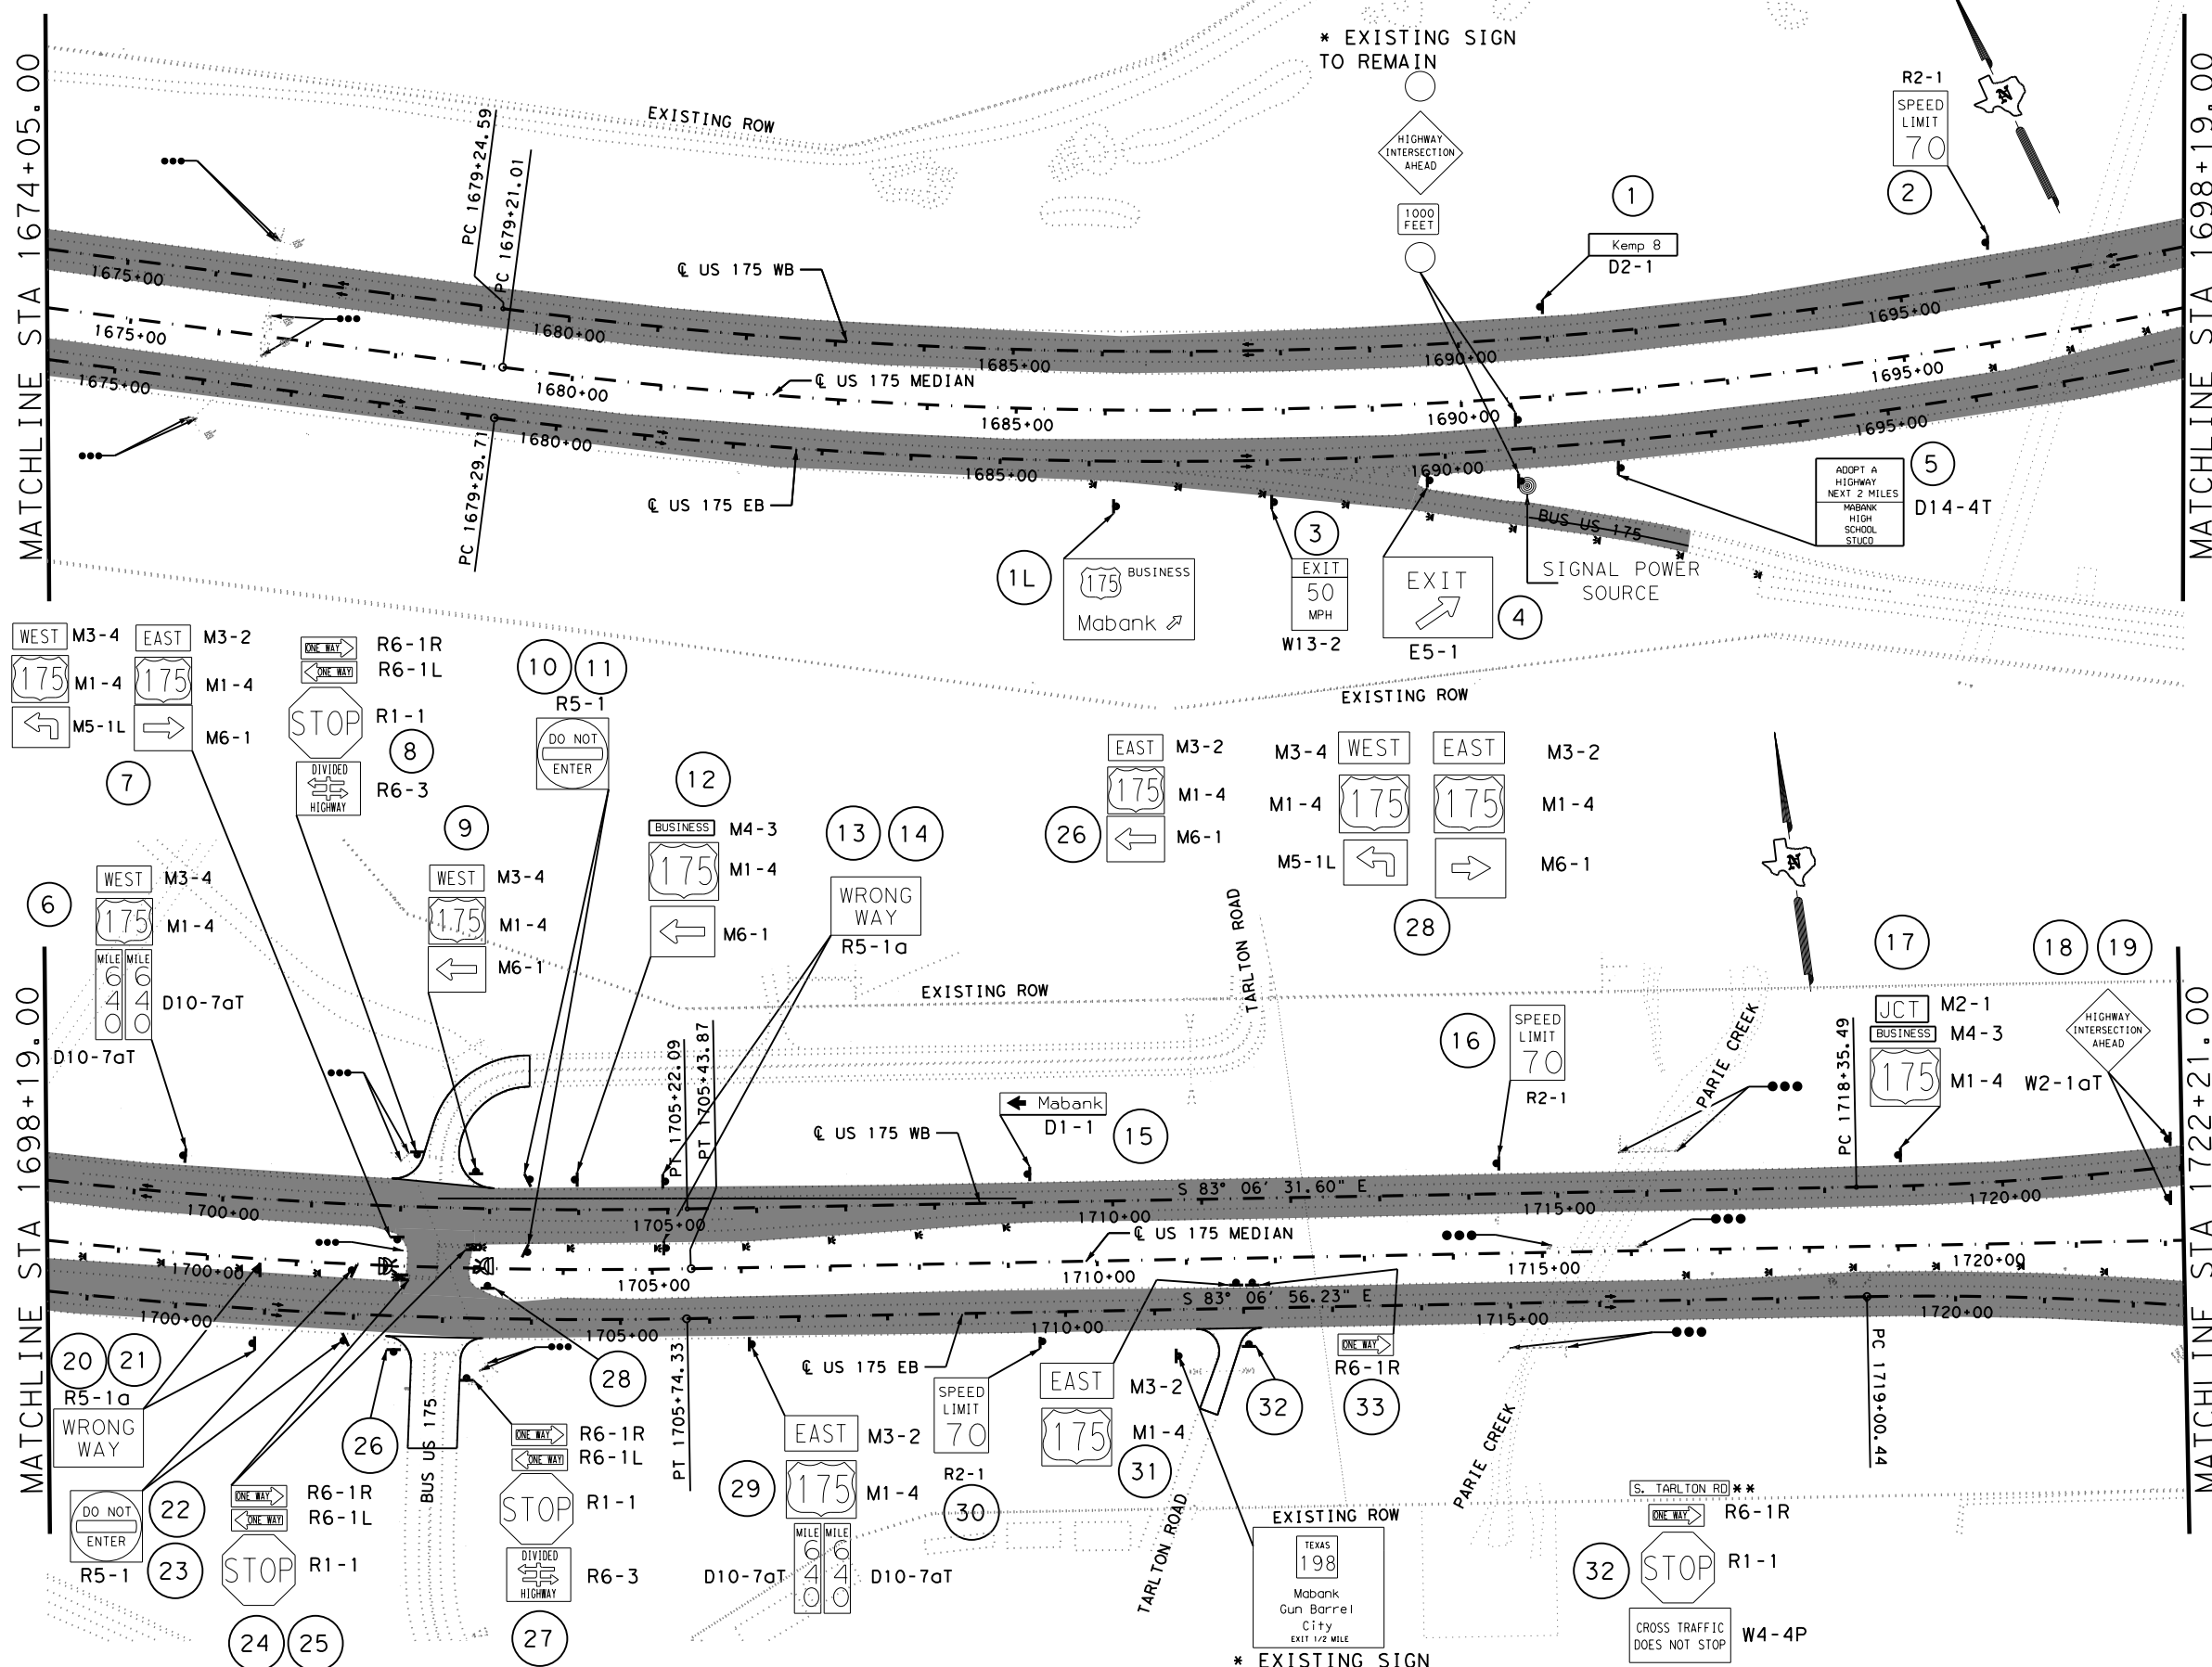 MATCHLINE STA 1674+05.00
MATCHLINE STA 1698+19.00
* EXISTING SIGN
TO REMAIN
HIGHWAY
INTERSECTION
AHEAD
1000
FEET
R2-1
SPEED
LIMIT
70
2
1
Kemp 8
D2-1
EXISTING ROW
PC 1679+24.59
PC 1679+21.01
℄ US 175 WB
1675+00
1680+00
1685+00
1690+00
1695+00
1675+00
1680+00
℄ US 175 MEDIAN
1685+00
1690+00
1695+00
1675+00
1680+00
1685+00
1690+00
1695+00
PC 1679+29.71
℄ US 175 EB
BUS US 175
SIGNAL POWER
SOURCE
1L
175 BUSINESS
Mabank
3
EXIT
50
MPH
W13-2
EXIT
E5-1
4
5
ADOPT A
HIGHWAY
NEXT 2 MILES
MABANK
HIGH
SCHOOL
STUCO
D14-4T
EXISTING ROW
WEST M3-4
175 M1-4
M5-1L
EAST M3-2
175 M1-4
M6-1
7
ONE WAY R6-1R
ONE WAY R6-1L
STOP R1-1
8
DIVIDED
HIGHWAY
R6-3
10 11
R5-1
DO NOT
ENTER
9
WEST M3-4
175 M1-4
M6-1
12
BUSINESS M4-3
175 M1-4
M6-1
13 14
WRONG
WAY
R5-1a
26
EAST M3-2
175 M1-4
M6-1
M3-4 WEST
M1-4 175
M5-1L
EAST M3-2
175 M1-4
M6-1
28
6
WEST M3-4
175 M1-4
MILE
6
4
0
MILE
6
4
0
D10-7aT
D10-7aT
MATCHLINE STA 1698+19.00
MATCHLINE STA 1722+21.00
EXISTING ROW
TARLTON ROAD
PARIE CREEK
PT 1705+22.09
PT 1705+43.87
℄ US 175 WB
Mabank
D1-1
15
16
SPEED
LIMIT
70
R2-1
PC 1718+35.49
17
JCT M2-1
BUSINESS M4-3
175 M1-4
18 19
HIGHWAY
INTERSECTION
AHEAD
W2-1aT
1700+00
1705+00
1710+00
S 83° 06' 31.60" E
1715+00
1720+00
℄ US 175 MEDIAN
1700+00
1705+00
1710+00
1715+00
1720+00
1700+00
1705+00
1710+00
S 83° 06' 56.23" E
1715+00
1720+00
℄ US 175 EB
PT 1705+74.33
PC 1719+00.44
20 21
R5-1a
WRONG
WAY
DO NOT
ENTER
R5-1
22
23
ONE WAY R6-1R
ONE WAY R6-1L
STOP R1-1
24 25
26
BUS US 175
28
ONE WAY R6-1R
ONE WAY R6-1L
STOP R1-1
DIVIDED
HIGHWAY
R6-3
27
29
EAST M3-2
175 M1-4
D10-7aT
MILE
6
4
0
MILE
6
4
0
D10-7aT
SPEED
LIMIT
70
R2-1
30
EAST M3-2
175 M1-4
31
32
ONE WAY
R6-1R
33
TARLTON ROAD
EXISTING ROW
TEXAS
198
Mabank
Gun Barrel
City
EXIT 1/2 MILE
* EXISTING SIGN
PARIE CREEK
S. TARLTON RD **
ONE WAY R6-1R
32
STOP R1-1
CROSS TRAFFIC
DOES NOT STOP
W4-4P